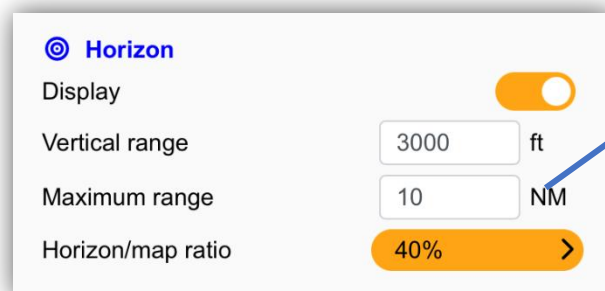 Horizon
Display
Vertical range 3000 ft
Maximum range 10 NM
Horizon/map ratio 40%